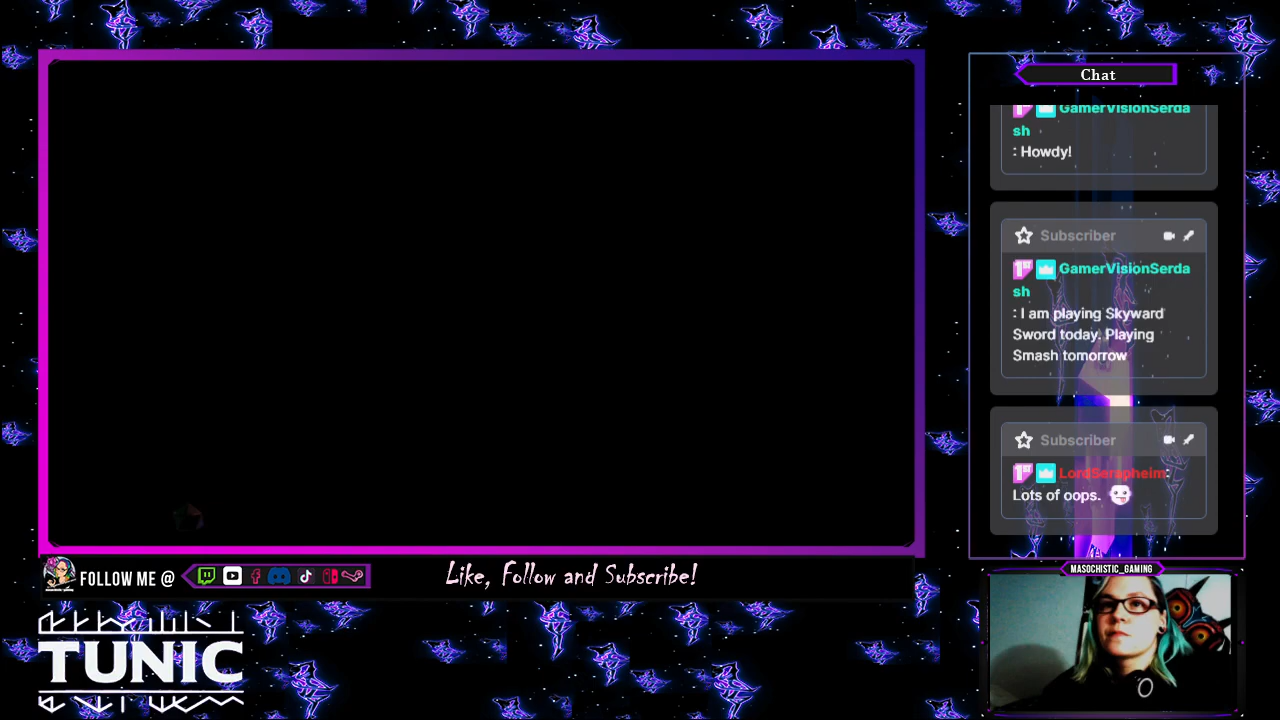 Chat
GamerVisionSerda
sh
: Howdy!
Subscriber
GamerVisionSerda
sh
: I am playing Skyward
Sword today. Playing
Smash tomorrow
Subscriber
LordSerapheim:
Lots of oops.
FOLLOW ME @
Like, Follow and Subscribe!
MASOCHISTIC_GAMING
TUNIC